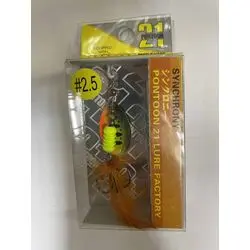 21
#2.5
SYNCHRONY
シンクロニー
PONTOON 21 LURE FACTORY